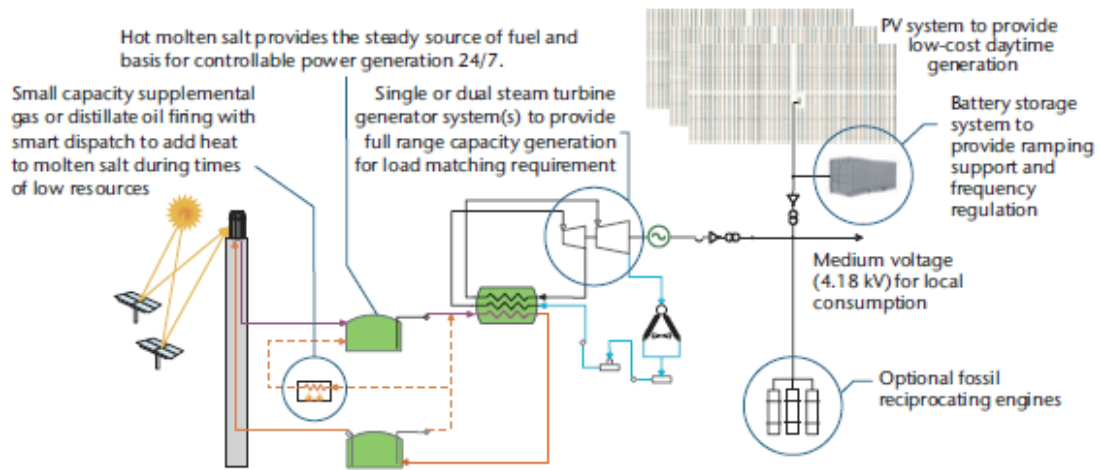 Hot molten salt provides the steady source of fuel and
basis for controllable power generation 24/7.
Small capacity supplemental
gas or distillate oil firing with
smart dispatch to add heat
to molten salt during times
of low resources
Single or dual steam turbine
generator system(s) to provide
full range capacity generation
for load matching requirement
PV system to provide
low-cost daytime
generation
Battery storage
system to
provide ramping
support and
frequency
regulation
Medium voltage
(4.18 kV) for local
consumption
Optional fossil
reciprocating engines